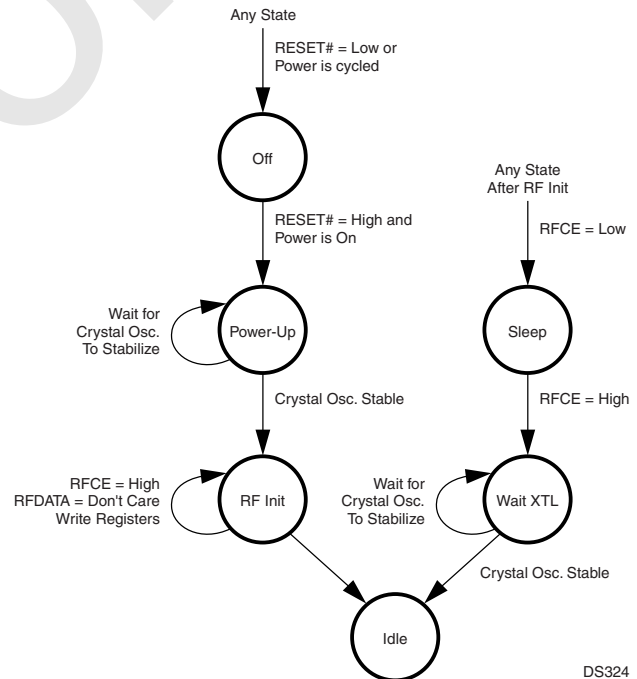 Any State
RESET# = Low or
Power is cycled
Off
RESET# = High and
Power is On
Wait for
Crystal Osc.
To Stabilize
Power-Up
Crystal Osc. Stable
RFCE = High
RFDATA = Don't Care
Write Registers
RF Init
Any State
After RF Init
RFCE = Low
Sleep
RFCE = High
Wait for
Crystal Osc.
To Stabilize
Wait XTL
Crystal Osc. Stable
Idle
DS324